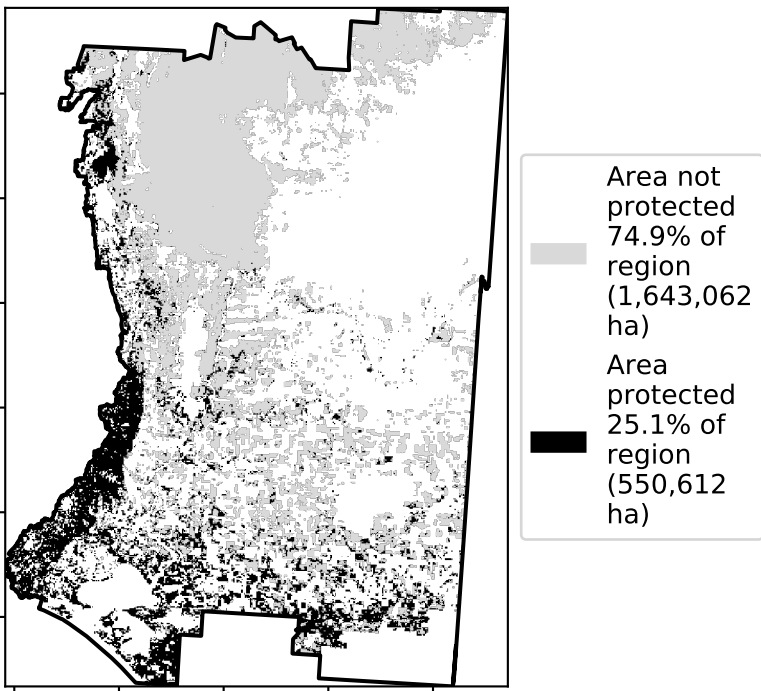 Area not
protected
74.9% of
region
(1,643,062
ha)
Area
protected
25.1% of
region
(550,612
ha)